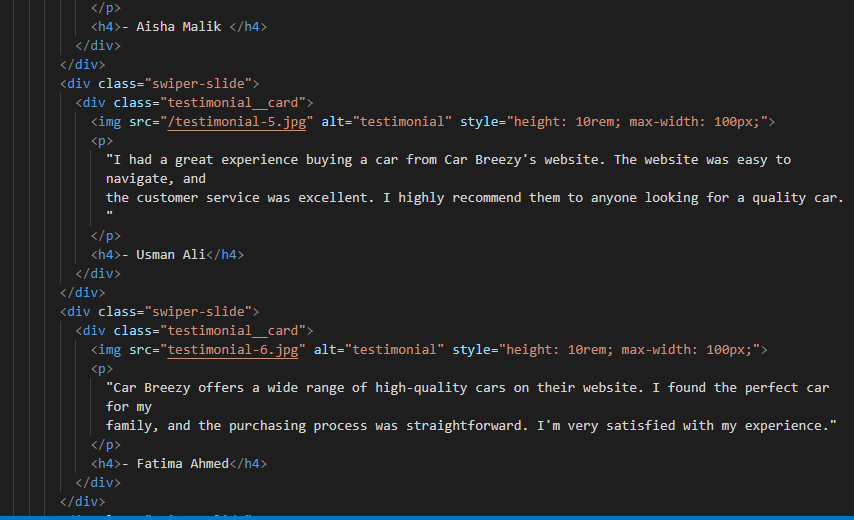 </p>
<h4>- Aisha Malik </h4>
</div>
</div>
<div class="swiper-slide">
<div class="testimonial__card">
<img src="/testimonial-5.jpg" alt="testimonial" style="height: 10rem; max-width: 100px;">
<p>
"I had a great experience buying a car from Car Breezy's website. The website was easy to
navigate, and
the customer service was excellent. I highly recommend them to anyone looking for a quality car.
"
</p>
<h4>- Usman Ali</h4>
</div>
</div>
<div class="swiper-slide">
<div class="testimonial__card">
<img src="testimonial-6.jpg" alt="testimonial" style="height: 10rem; max-width: 100px;">
<p>
"Car Breezy offers a wide range of high-quality cars on their website. I found the perfect car
for my
family, and the purchasing process was straightforward. I'm very satisfied with my experience."
</p>
<h4>- Fatima Ahmed</h4>
</div>
</div>